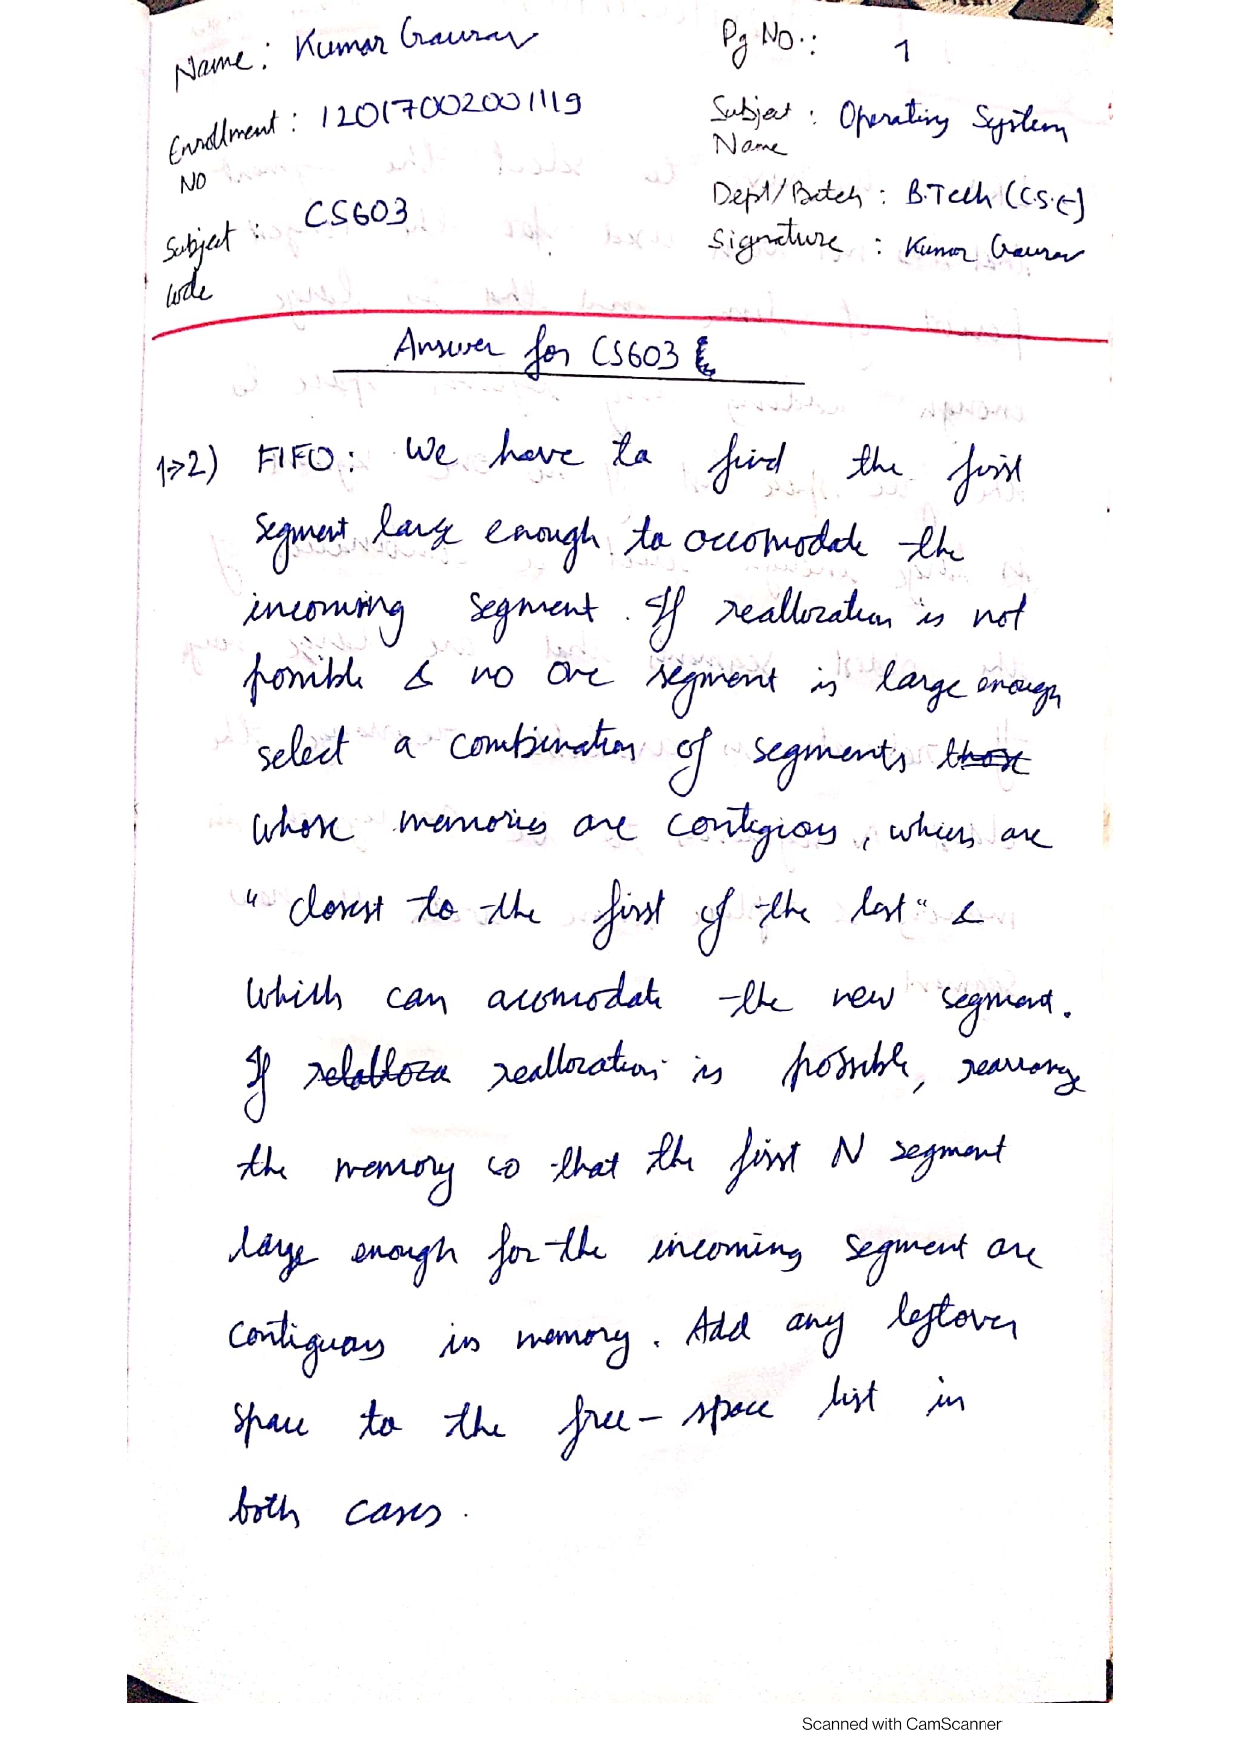 Name: Kumar Gaurav
Pg No.: 1
Enrollment: 12017002001119
No
Subject: Operating System
Name
Subject: CS603
Code
Dept/Batch: B.Tech (C.S.E)
Signature: Kumar Gaurav
Answer for CS603
1→2) FIFO: We have to find the first
segment large enough to accomodate the
incoming segment. If reallocation is not
possible & no one segment is large enough
select a combination of segments those
whose memories are contigious, which are
"closest to the first of the list" &
which can acomodate the new segment.
If relalloca reallocation is possible, rearrange
the memory so that the first N segment
large enough for the incoming segment are
contiguous in memory. Add any leftover
space to the free-space list in
both cases.
Scanned with CamScanner